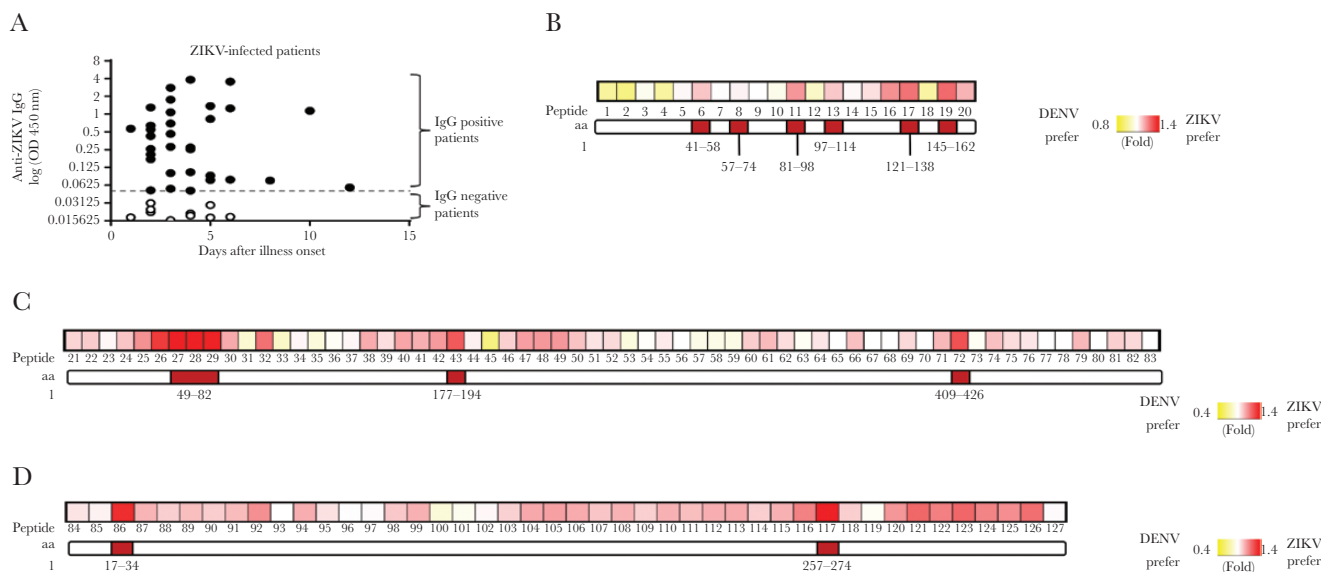 A
ZIKV-infected patients
Anti-ZIKV IgG
log (OD 450 nm)
8
4
2
1
0.5
0.25
0.125
0.0625
0.03125
0.015625
0 5 10 15
Days after illness onset
IgG positive
patients
IgG negative
patients
B
Peptide 1 2 3 4 5 6 7 8 9 10 11 12 13 14 15 16 17 18 19 20
aa
1
41–58 97–114 145–162
57–74 81–98 121–138
DENV
prefer
0.8 1.4
(Fold)
ZIKV
prefer
C
Peptide 21 22 23 24 25 26 27 28 29 30 31 32 33 34 35 36 37 38 39 40 41 42 43 44 45 46 47 48 49 50 51 52 53 54 55 56 57 58 59 60 61 62 63 64 65 66 67 68 69 70 71 72 73 74 75 76 77 78 79 80 81 82 83
aa
1 49–82 177–194 409–426
DENV
prefer
0.4 1.4
(Fold)
ZIKV
prefer
D
Peptide 84 85 86 87 88 89 90 91 92 93 94 95 96 97 98 99 100 101 102 103 104 105 106 107 108 109 110 111 112 113 114 115 116 117 118 119 120 121 122 123 124 125 126 127
aa
1 17–34 257–274
DENV
prefer
0.4 1.4
(Fold)
ZIKV
prefer